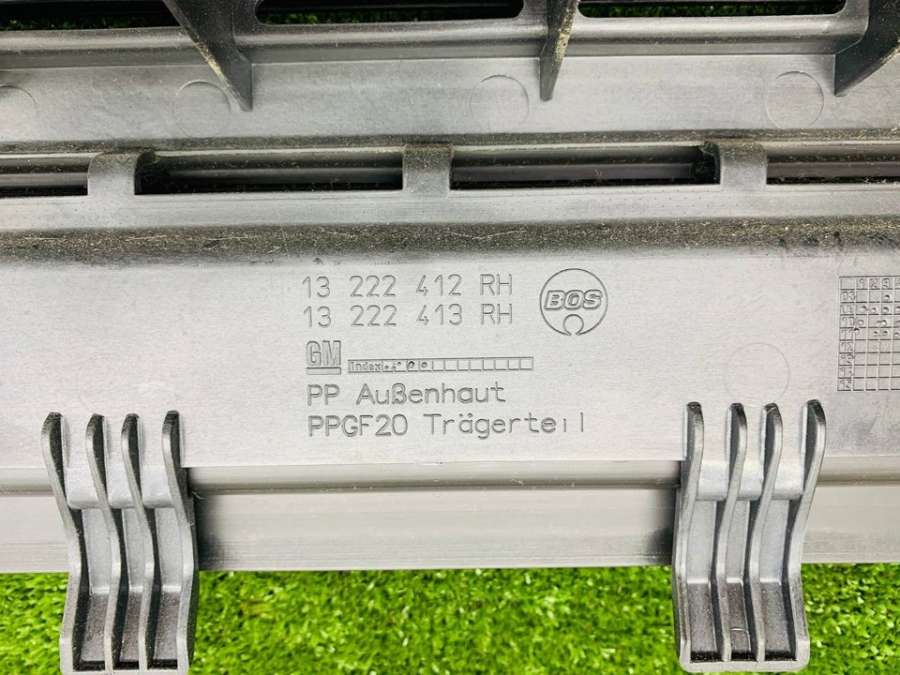 13 222 412 RH
13 222 413 RH
BOS
GM
Index
PP Außenhaut
PPGF20 Trägerteil